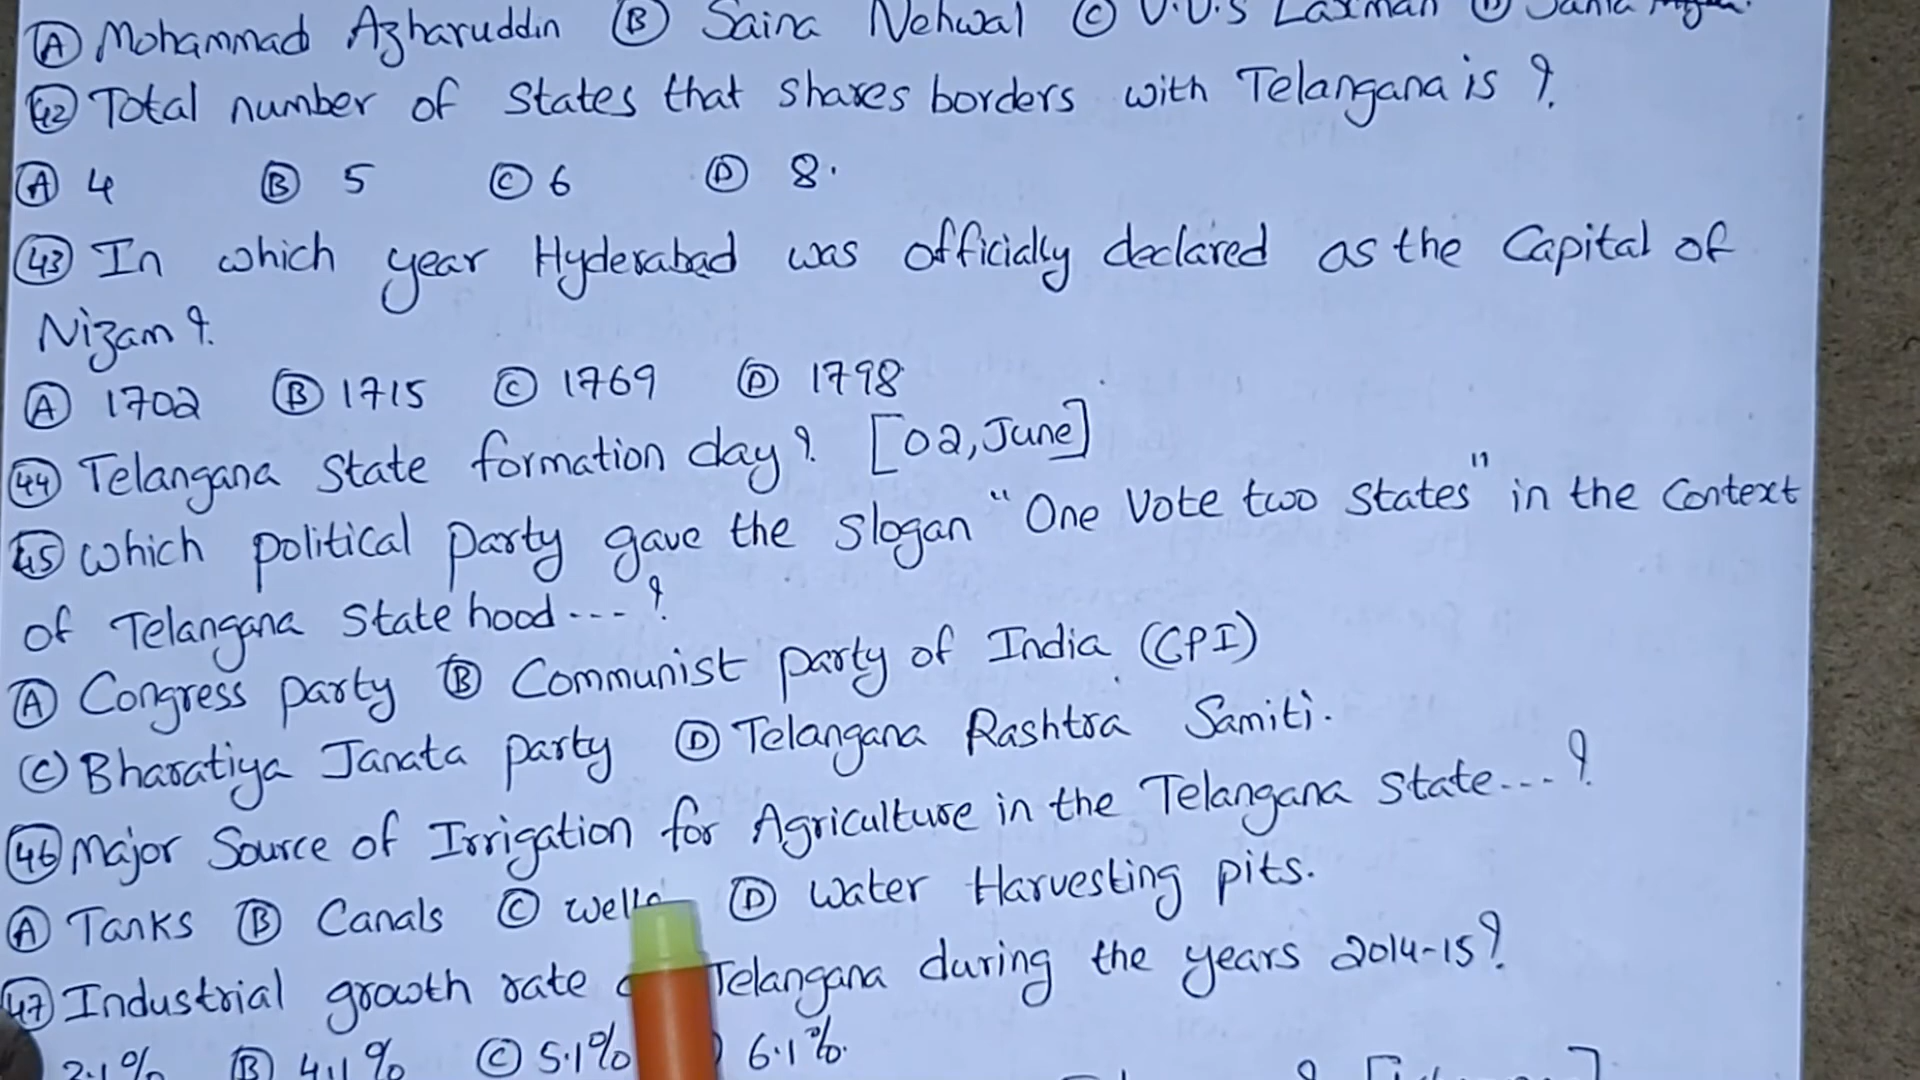 (A) Mohammad Azharuddin (B) Saina Nehwal (C) V.V.S Laxman (D) Sania
(42) Total number of States that shares borders with Telangana is ?
(A) 4 (B) 5 (C) 6 (D) 8.
(43) In which year Hyderabad was officially declared as the Capital of
Nizam ?
(A) 1702 (B) 1715 (C) 1769 (D) 1798
(44) Telangana State formation day ? [02, June]
(45) Which political party gave the slogan "One Vote two States" in the Context
of Telangana State hood --- ?
(A) Congress party (B) Communist party of India (CPI)
(C) Bharatiya Janata party (D) Telangana Rashtra Samiti.
(46) Major Source of Irrigation for Agriculture in the Telangana State --- ?
(A) Tanks (B) Canals (C) wells (D) Water Harvesting pits.
(47) Industrial growth rate Telangana during the years 2014-15?
(B) 4.1% (C) 5.1% 6.1%.